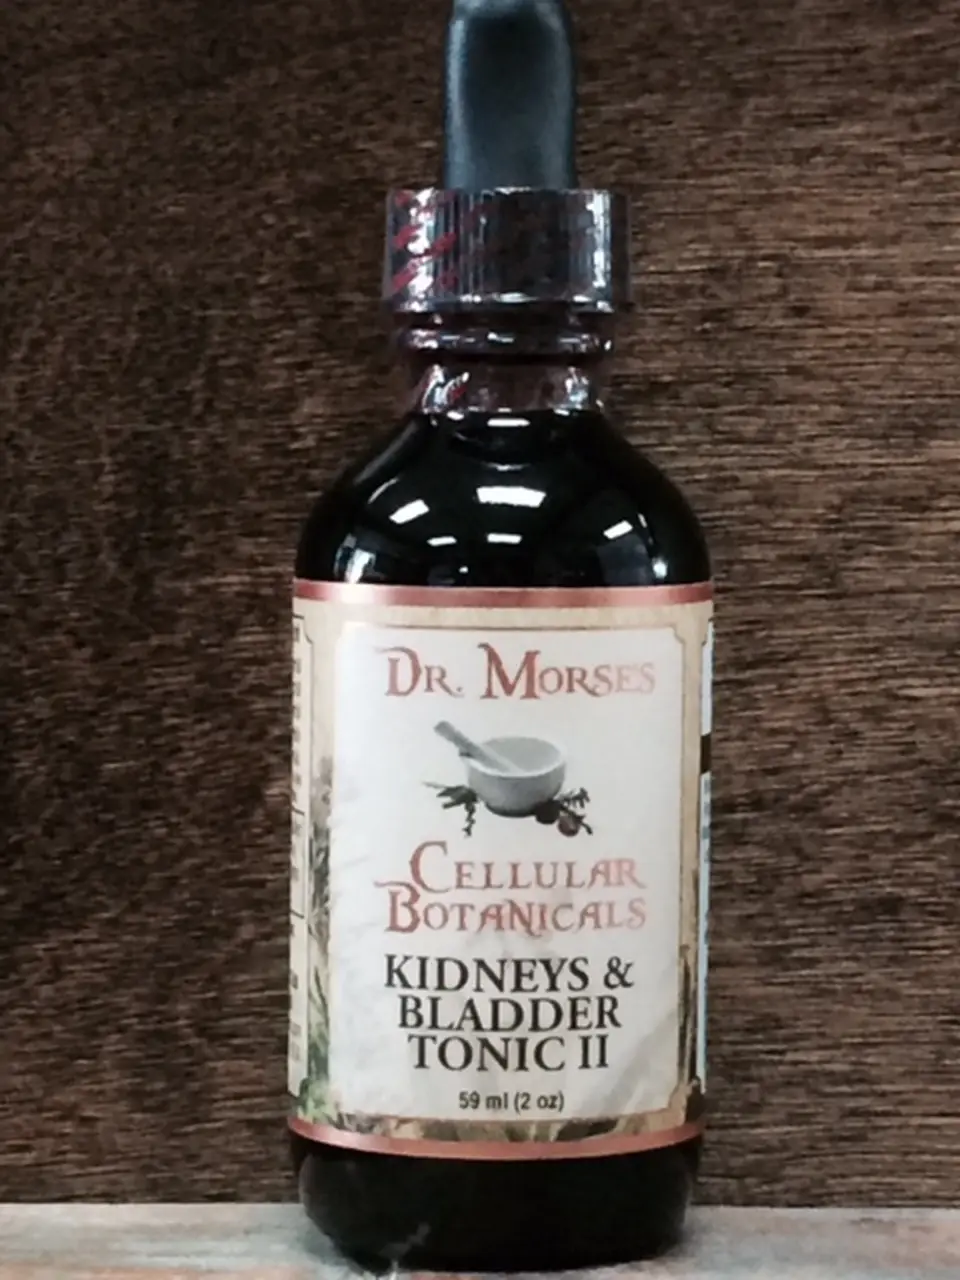 DR. MORSES
CELLULAR
BOTANICALS
KIDNEYS &
BLADDER
TONIC II
59 ml (2 oz)